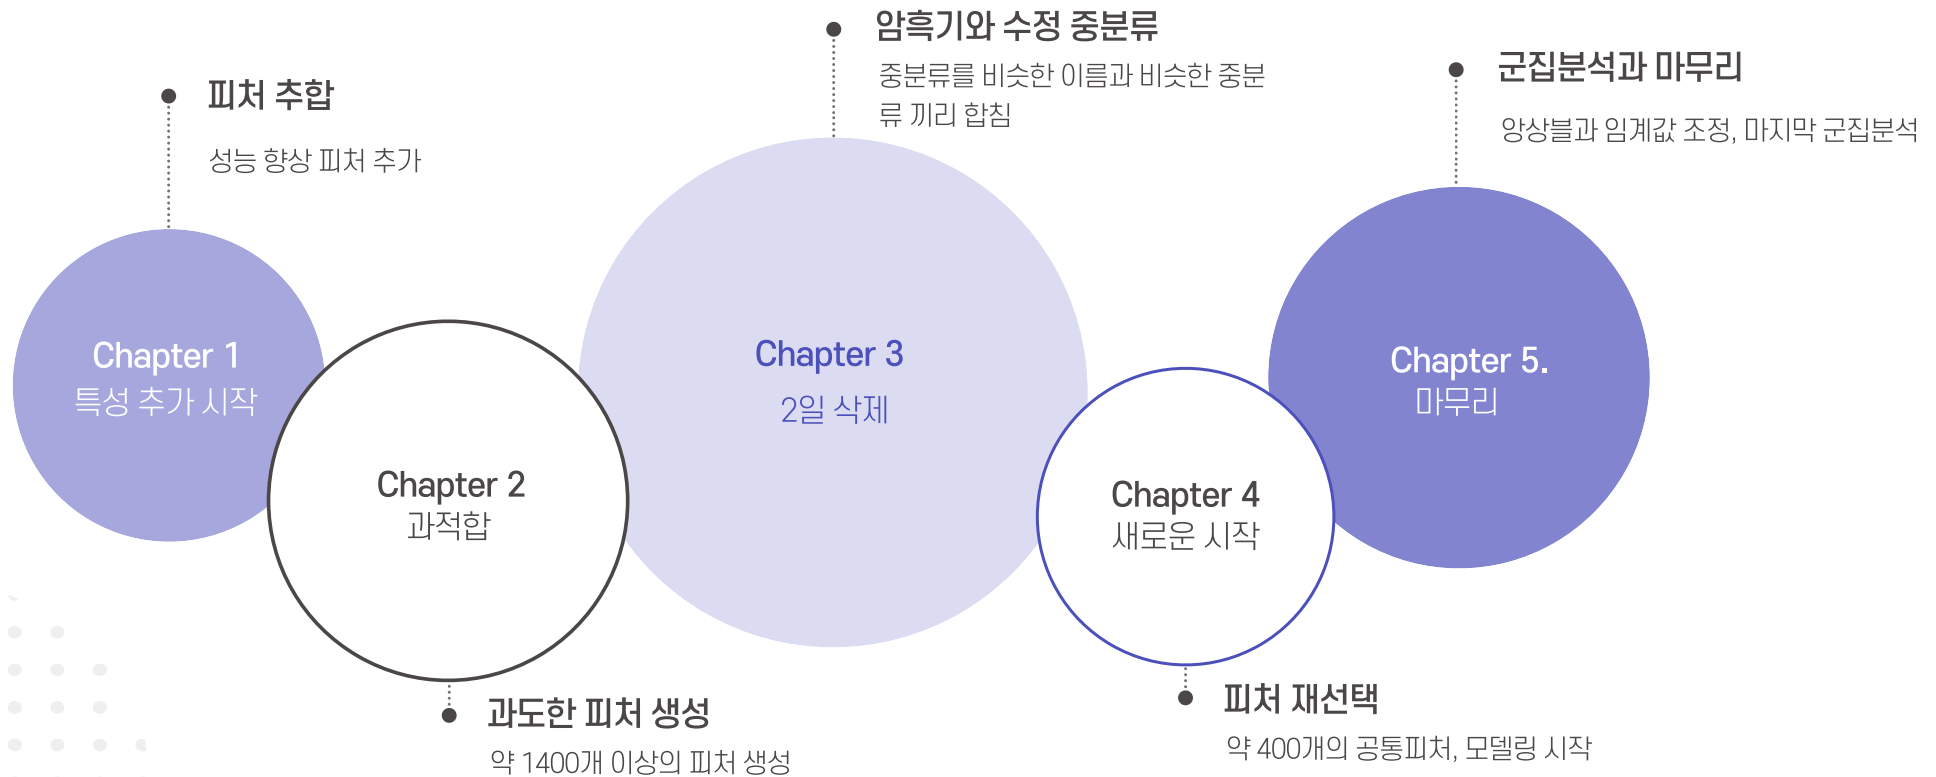 피처 추합
성능 향상 피처 추가
Chapter 1
특성 추가 시작
Chapter 2
과적합
과도한 피처 생성
약 1400개 이상의 피처 생성
암흑기와 수정 중분류
중분류를 비슷한 이름과 비슷한 중분
류 끼리 합침
Chapter 3
2일 삭제
Chapter 4
새로운 시작
피처 재선택
약 400개의 공통피처, 모델링 시작
군집분석과 마무리
앙상블과 임계값 조정, 마지막 군집분석
Chapter 5.
마무리